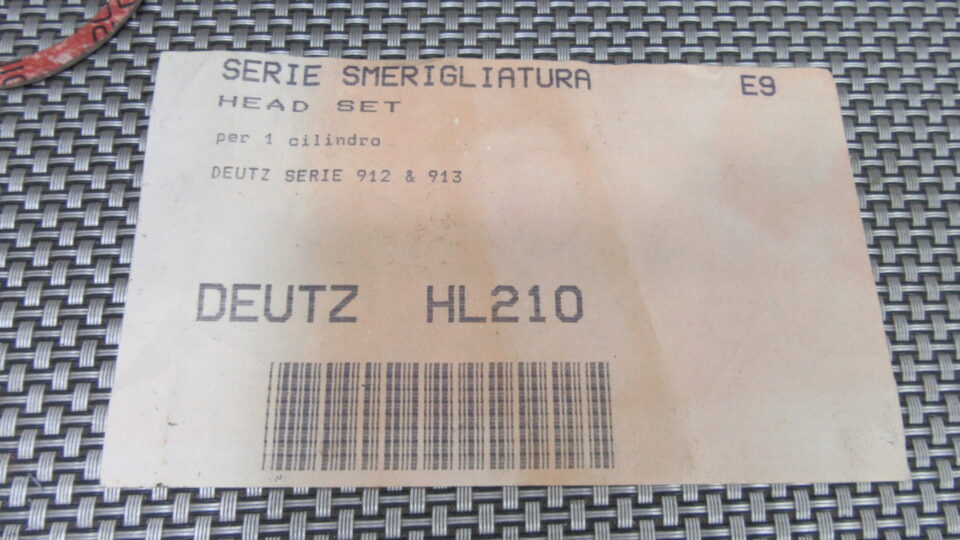 SERIE SMERIGLIATURA E9
HEAD SET
per 1 cilindro
DEUTZ SERIE 912 & 913
DEUTZ HL210